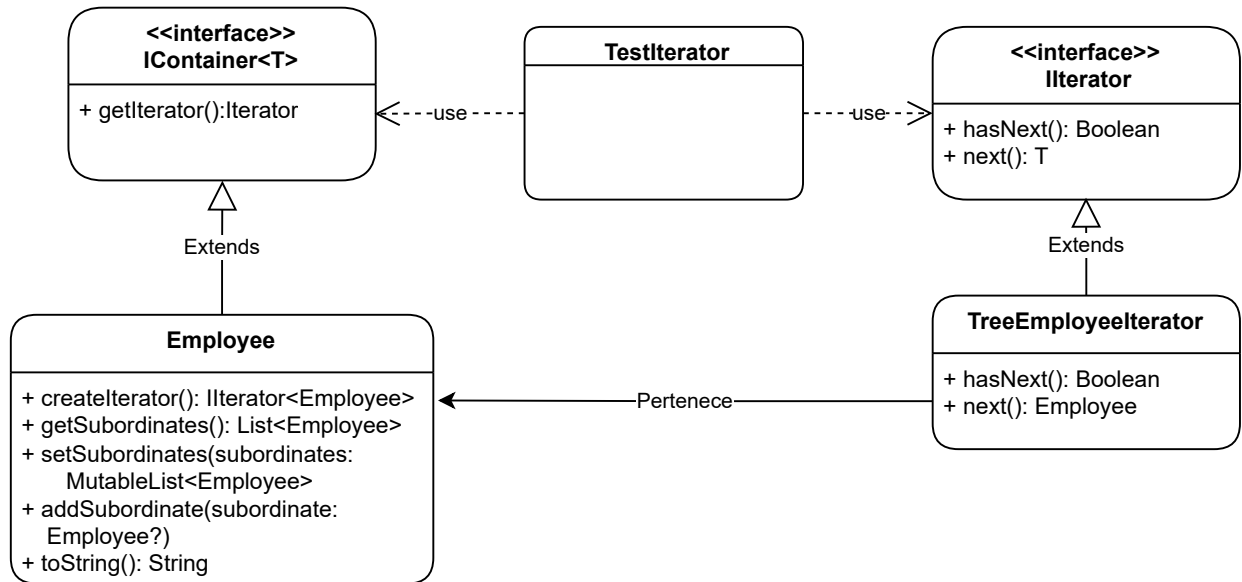 <<interface>>
IContainer<T>
+ getIterator():Iterator
TestIterator
<<interface>>
IIterator
+ hasNext(): Boolean
+ next(): T
use
use
Extends
Extends
Employee
+ createIterator(): IIterator<Employee>
+ getSubordinates(): List<Employee>
+ setSubordinates(subordinates:
MutableList<Employee>
+ addSubordinate(subordinate:
Employee?)
+ toString(): String
Pertenece
TreeEmployeeIterator
+ hasNext(): Boolean
+ next(): Employee